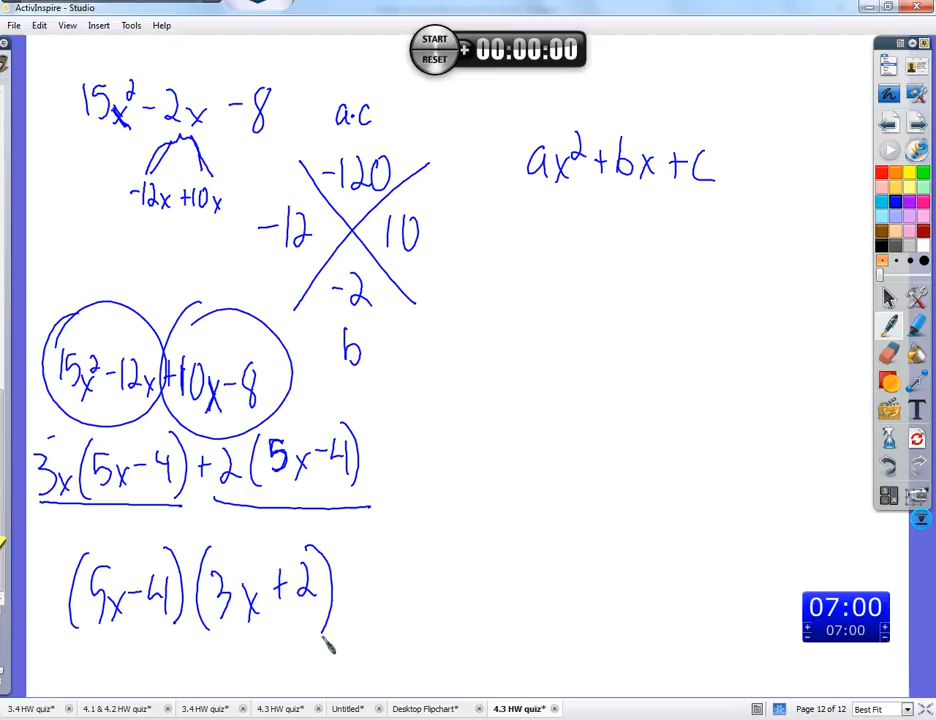 ActivInspire - Studio
File Edit View Insert Tools Help
START
RESET
00:00:00
15x² - 2x - 8
a·c
ax² + bx + c
-120
-12x +10x
-12 10
-2
b
15x² - 12x + 10x - 8
3x(5x - 4) + 2(5x - 4)
(5x - 4)(3x + 2)
07:00
07:00
3.4 HW quiz* 4.1 & 4.2 HW quiz* 3.4 HW quiz* 4.3 HW quiz* Untitled* Desktop Flipchart* 4.3 HW quiz* Page 12 of 12 Best Fit